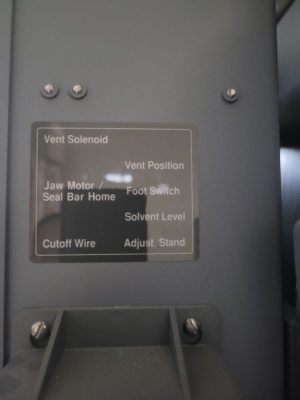 Vent Solenoid
Vent Position
Jaw Motor /
Seal Bar Home
Foot Switch
Solvent Level
Cutoff Wire
Adjust. Stand